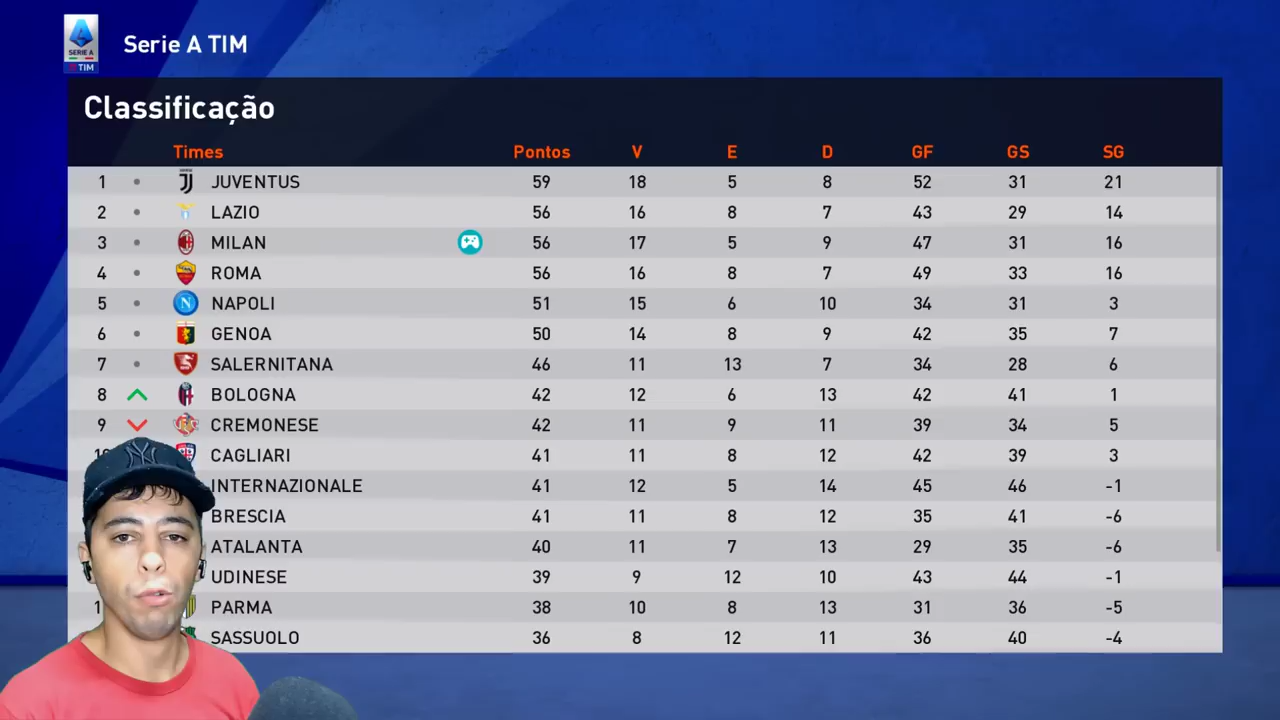 SERIE A
TIM
Serie A TIM
Classificação
Times Pontos V E D GF GS SG
1 JUVENTUS 59 18 5 8 52 31 21
2 LAZIO 56 16 8 7 43 29 14
3 MILAN 56 17 5 9 47 31 16
4 ROMA 56 16 8 7 49 33 16
5 NAPOLI 51 15 6 10 34 31 3
6 GENOA 50 14 8 9 42 35 7
7 SALERNITANA 46 11 13 7 34 28 6
8 BOLOGNA 42 12 6 13 42 41 1
9 CREMONESE 42 11 9 11 39 34 5
CAGLIARI 41 11 8 12 42 39 3
INTERNAZIONALE 41 12 5 14 45 46 -1
BRESCIA 41 11 8 12 35 41 -6
ATALANTA 40 11 7 13 29 35 -6
UDINESE 39 9 12 10 43 44 -1
PARMA 38 10 8 13 31 36 -5
SASSUOLO 36 8 12 11 36 40 -4